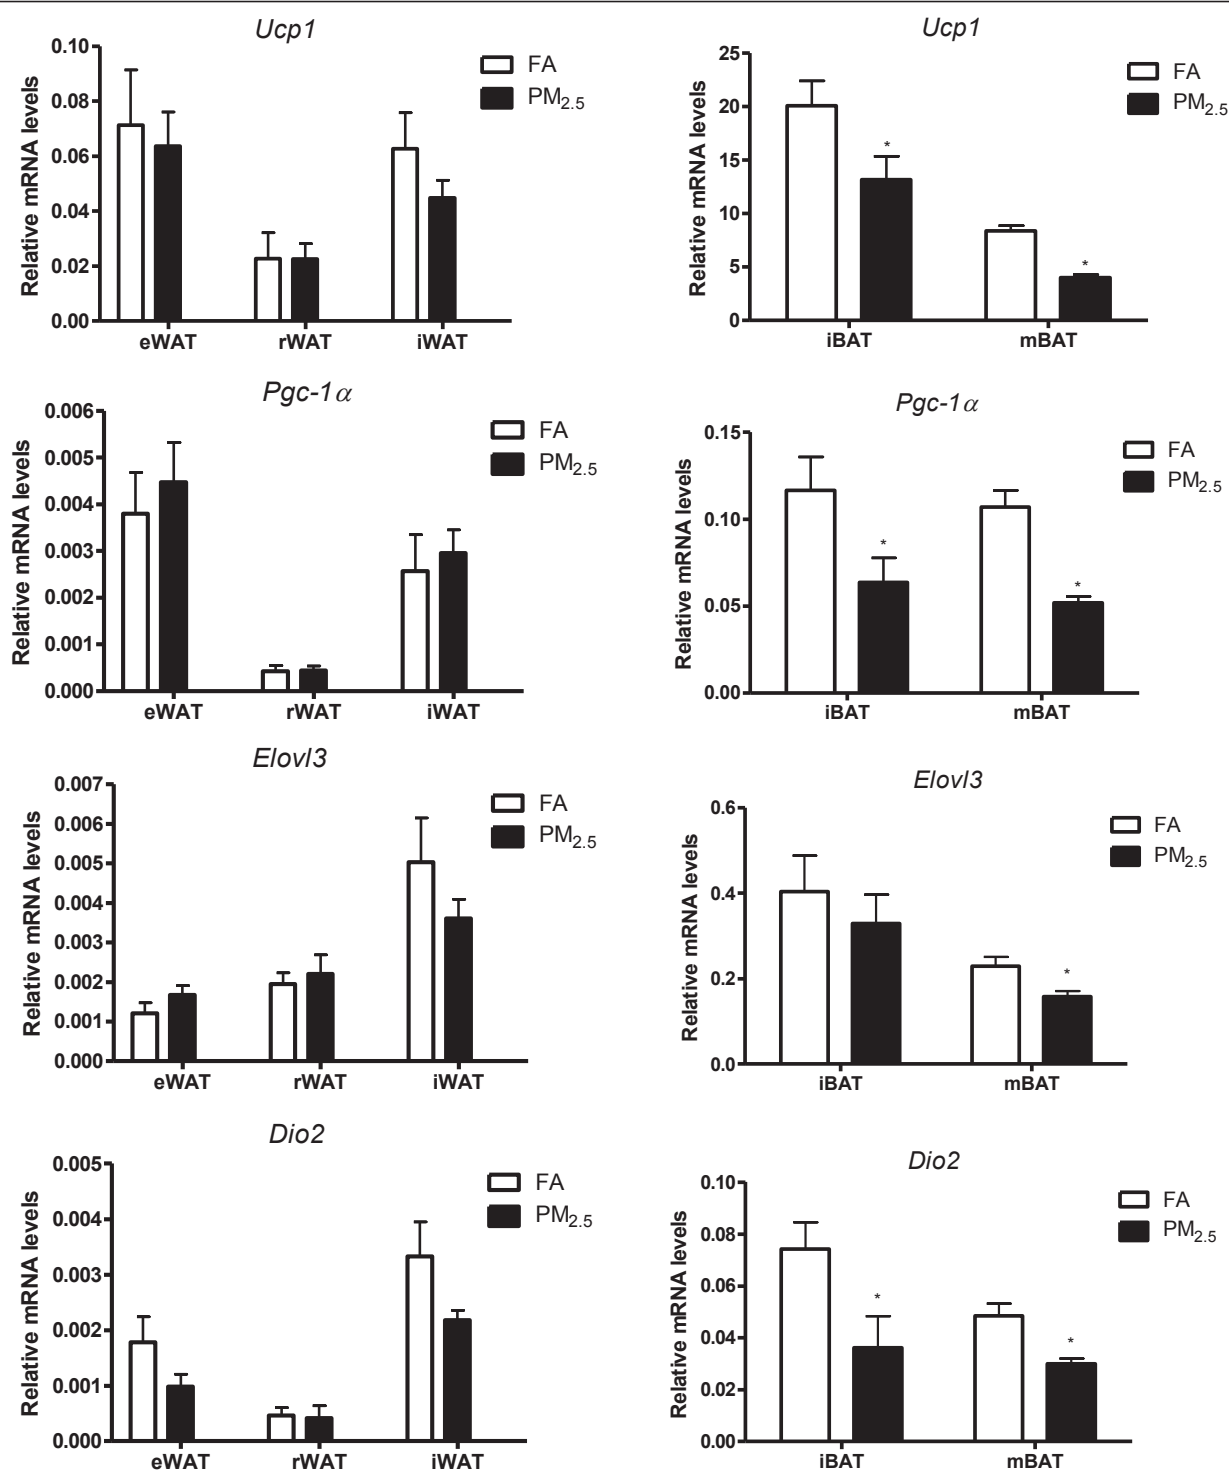 Ucp1
Relative mRNA levels
0.10
0.08
0.06
0.04
0.02
0.00
FA
PM2.5
eWAT rWAT iWAT
Ucp1
Relative mRNA levels
25
20
15
10
5
0
FA
PM2.5
*
*
iBAT mBAT
Pgc-1α
Relative mRNA levels
0.006
0.005
0.004
0.003
0.002
0.001
0.000
FA
PM2.5
eWAT rWAT iWAT
Pgc-1α
Relative mRNA levels
0.15
0.10
0.05
0.00
FA
PM2.5
*
*
iBAT mBAT
Elovl3
Relative mRNA levels
0.007
0.006
0.005
0.004
0.003
0.002
0.001
0.000
FA
PM2.5
eWAT rWAT iWAT
Elovl3
Relative mRNA levels
0.6
0.4
0.2
0.0
FA
PM2.5
*
iBAT mBAT
Dio2
Relative mRNA levels
0.005
0.004
0.003
0.002
0.001
0.000
FA
PM2.5
eWAT rWAT iWAT
Dio2
Relative mRNA levels
0.10
0.08
0.06
0.04
0.02
0.00
FA
PM2.5
*
*
iBAT mBAT